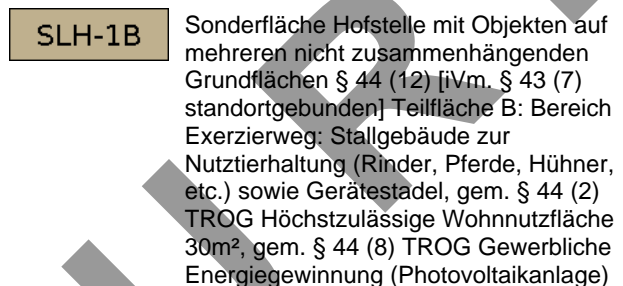 SLH-1B
Sonderfläche Hofstelle mit Objekten auf
mehreren nicht zusammenhängenden
Grundflächen § 44 (12) [iVm. § 43 (7)
standortgebunden] Teilfläche B: Bereich
Exerzierweg: Stallgebäude zur
Nutztierhaltung (Rinder, Pferde, Hühner,
etc.) sowie Gerätestadel, gem. § 44 (2)
TROG Höchstzulässige Wohnnutzfläche
30m², gem. § 44 (8) TROG Gewerbliche
Energiegewinnung (Photovoltaikanlage)